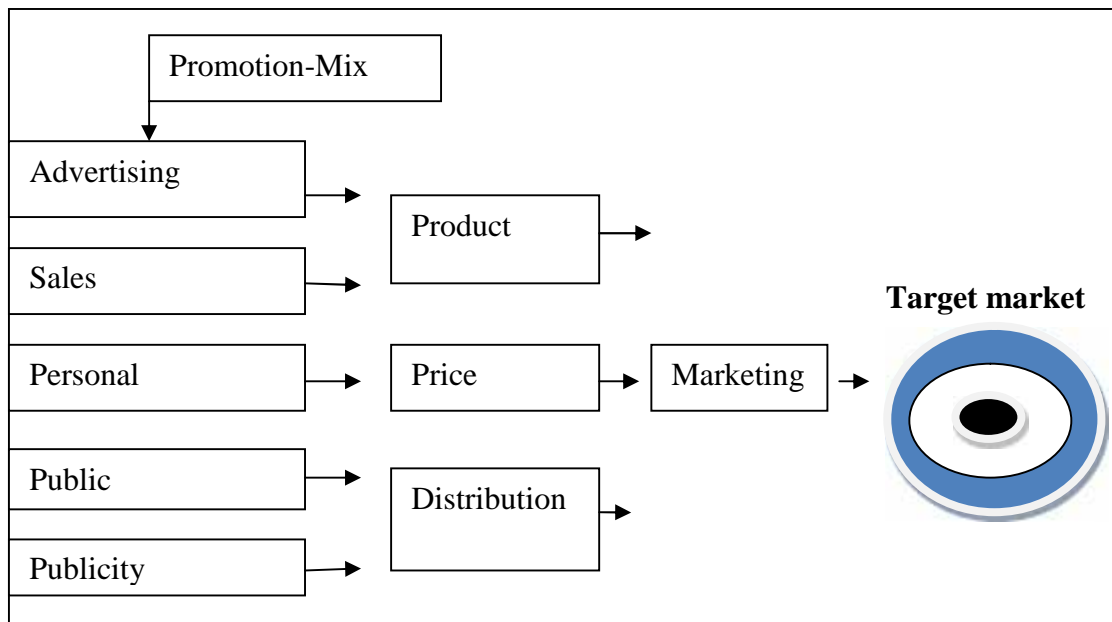 Promotion-Mix
Advertising
Product
Sales
Target market
Personal
Price
Marketing
Public
Distribution
Publicity